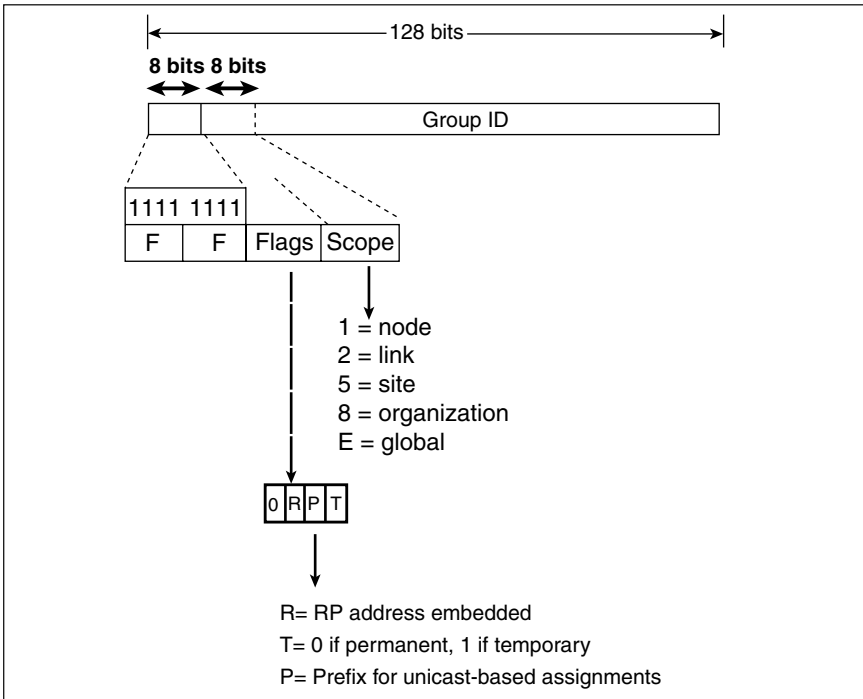 128 bits
8 bits 8 bits
Group ID
1111 1111
F F Flags Scope
1 = node
2 = link
5 = site
8 = organization
E = global
0 R P T
R= RP address embedded
T= 0 if permanent, 1 if temporary
P= Prefix for unicast-based assignments